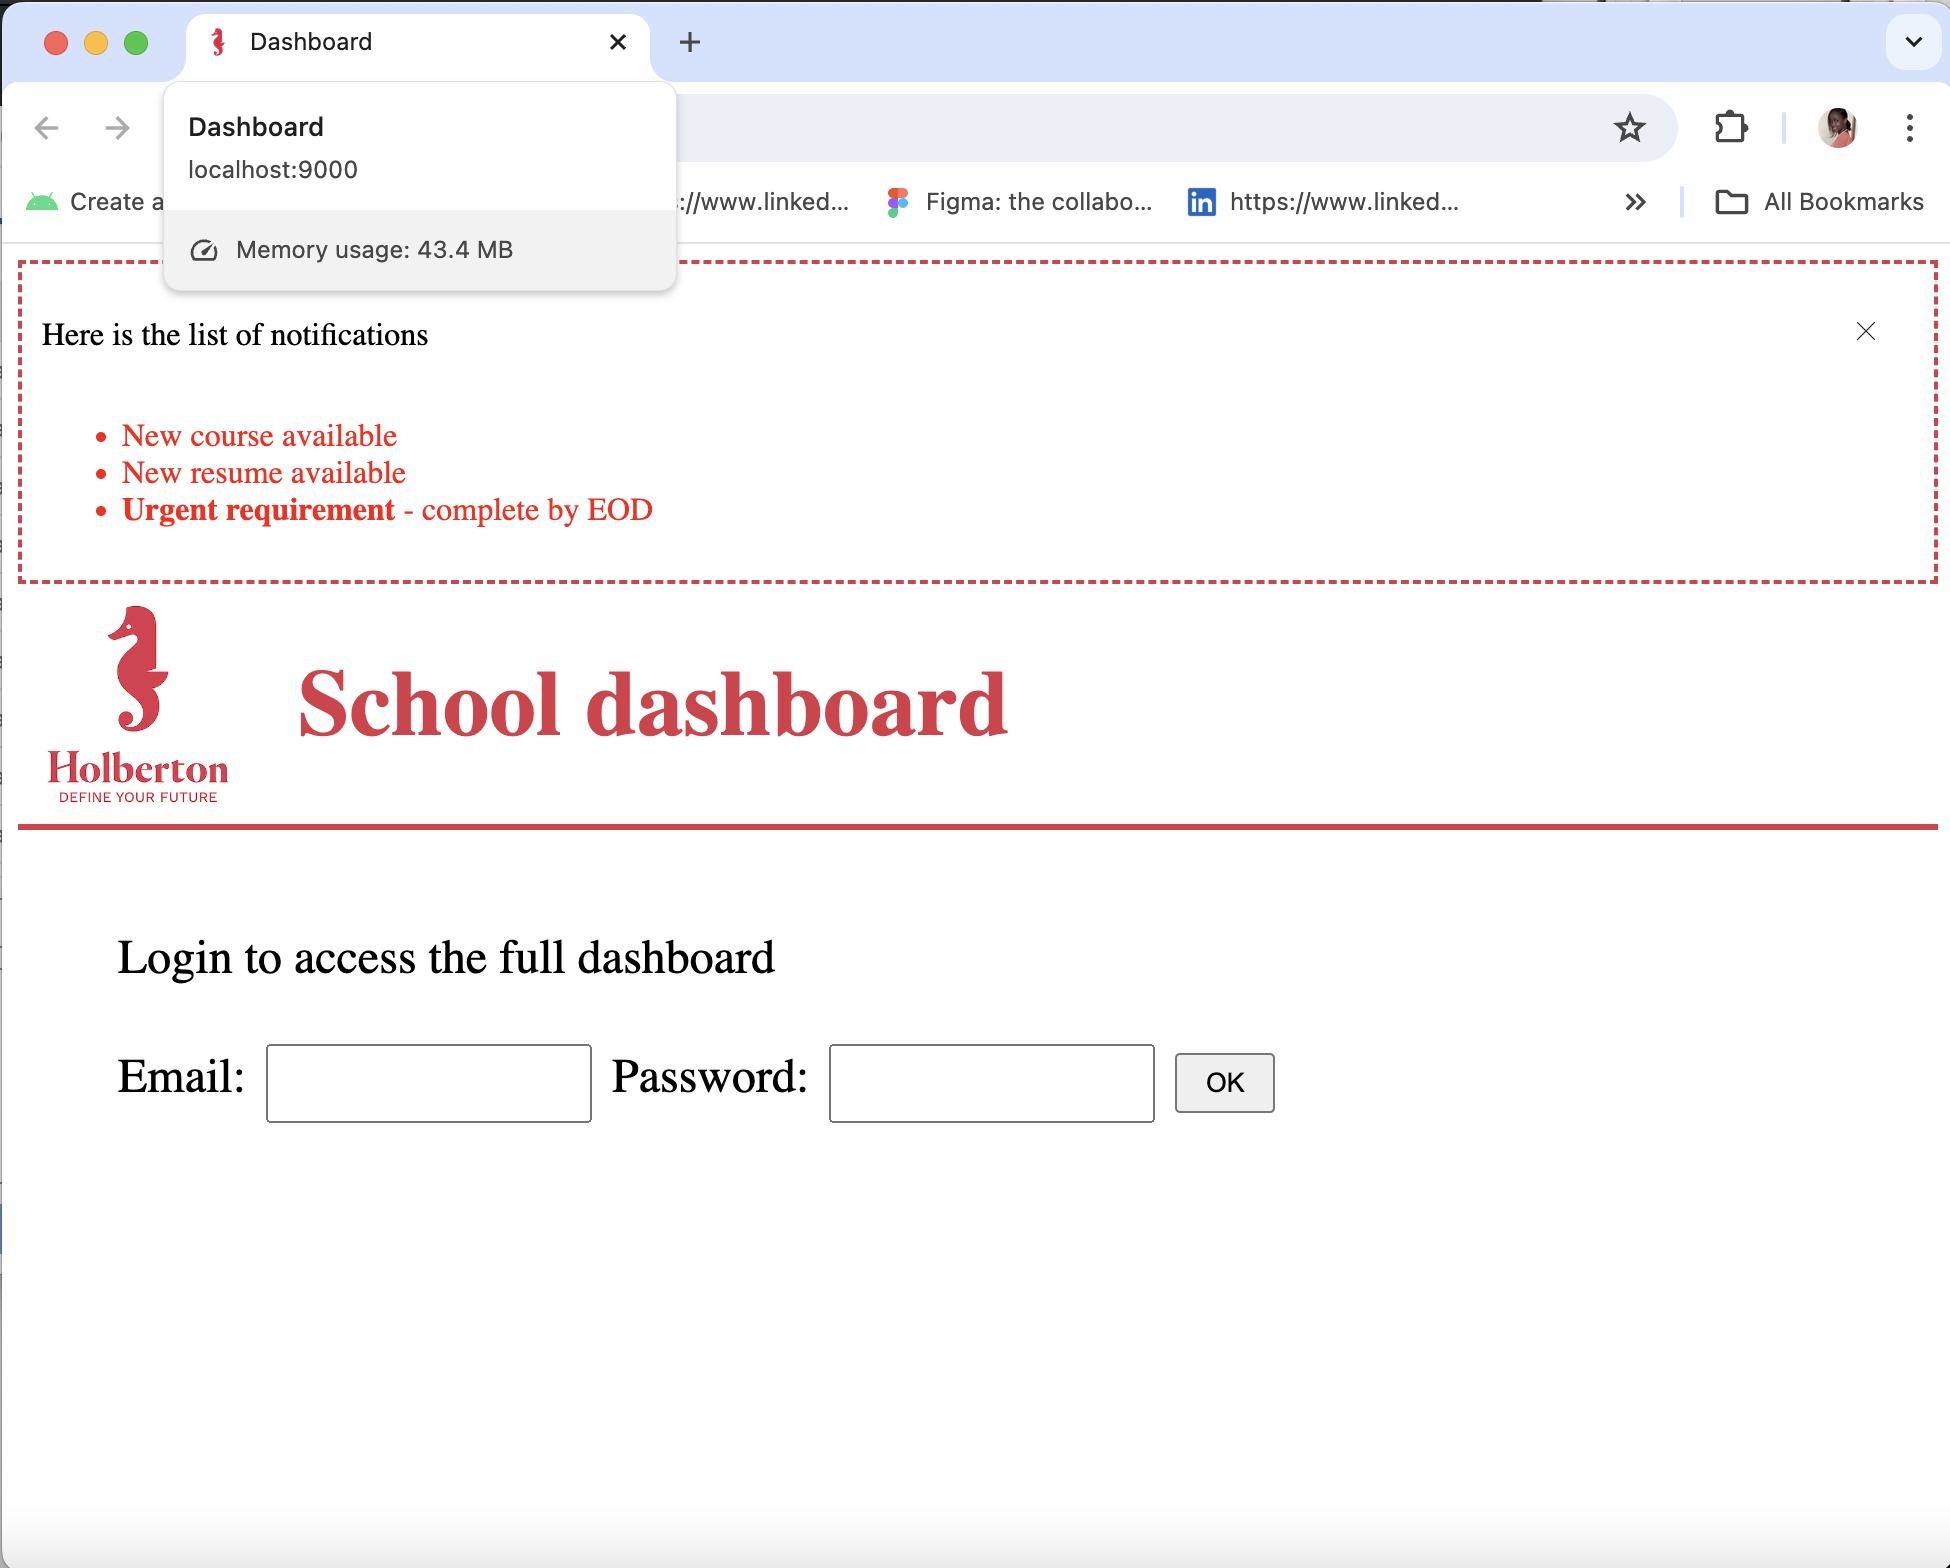 Dashboard
Dashboard
localhost:9000
Create a
://www.linked...
Figma: the collabo...
in
https://www.linked...
All Bookmarks
Memory usage: 43.4 MB
Here is the list of notifications
New course available
New resume available
Urgent requirement - complete by EOD
School dashboard
Holberton
DEFINE YOUR FUTURE
Login to access the full dashboard
Email:
Password:
OK